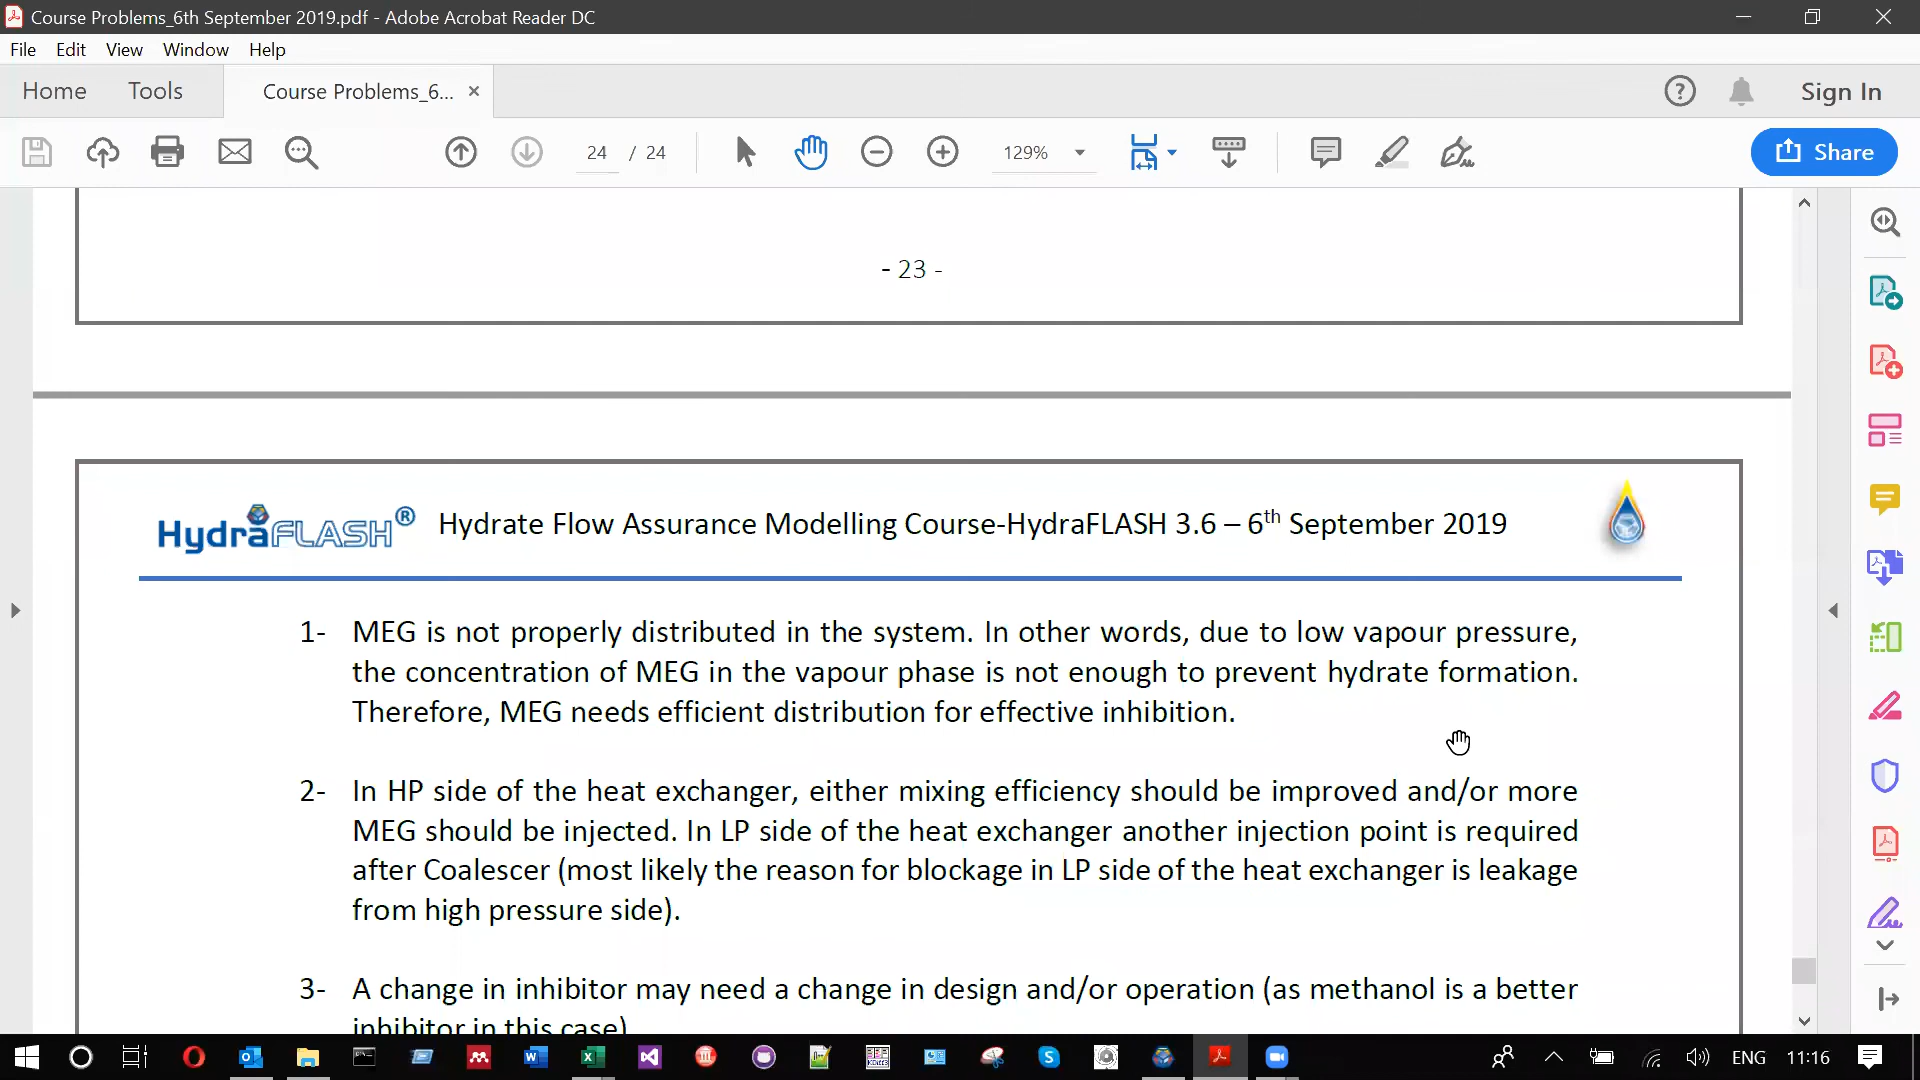 Course Problems_6th September 2019.pdf - Adobe Acrobat Reader DC
File Edit View Window Help
Home Tools Course Problems_6... × Sign In
24 / 24 129% Share
- 23 -
HydraFLASH® Hydrate Flow Assurance Modelling Course-HydraFLASH 3.6 – 6th September 2019
1- MEG is not properly distributed in the system. In other words, due to low vapour pressure,
the concentration of MEG in the vapour phase is not enough to prevent hydrate formation.
Therefore, MEG needs efficient distribution for effective inhibition.
2- In HP side of the heat exchanger, either mixing efficiency should be improved and/or more
MEG should be injected. In LP side of the heat exchanger another injection point is required
after Coalescer (most likely the reason for blockage in LP side of the heat exchanger is leakage
from high pressure side).
3- A change in inhibitor may need a change in design and/or operation (as methanol is a better
inhibitor in this case)
ENG 11:16